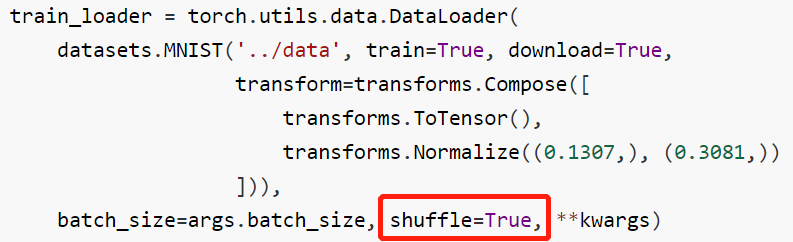 train_loader = torch.utils.data.DataLoader(
datasets.MNIST('../data', train=True, download=True,
transform=transforms.Compose([
transforms.ToTensor(),
transforms.Normalize((0.1307,), (0.3081,))
])),
batch_size=args.batch_size, shuffle=True, **kwargs)